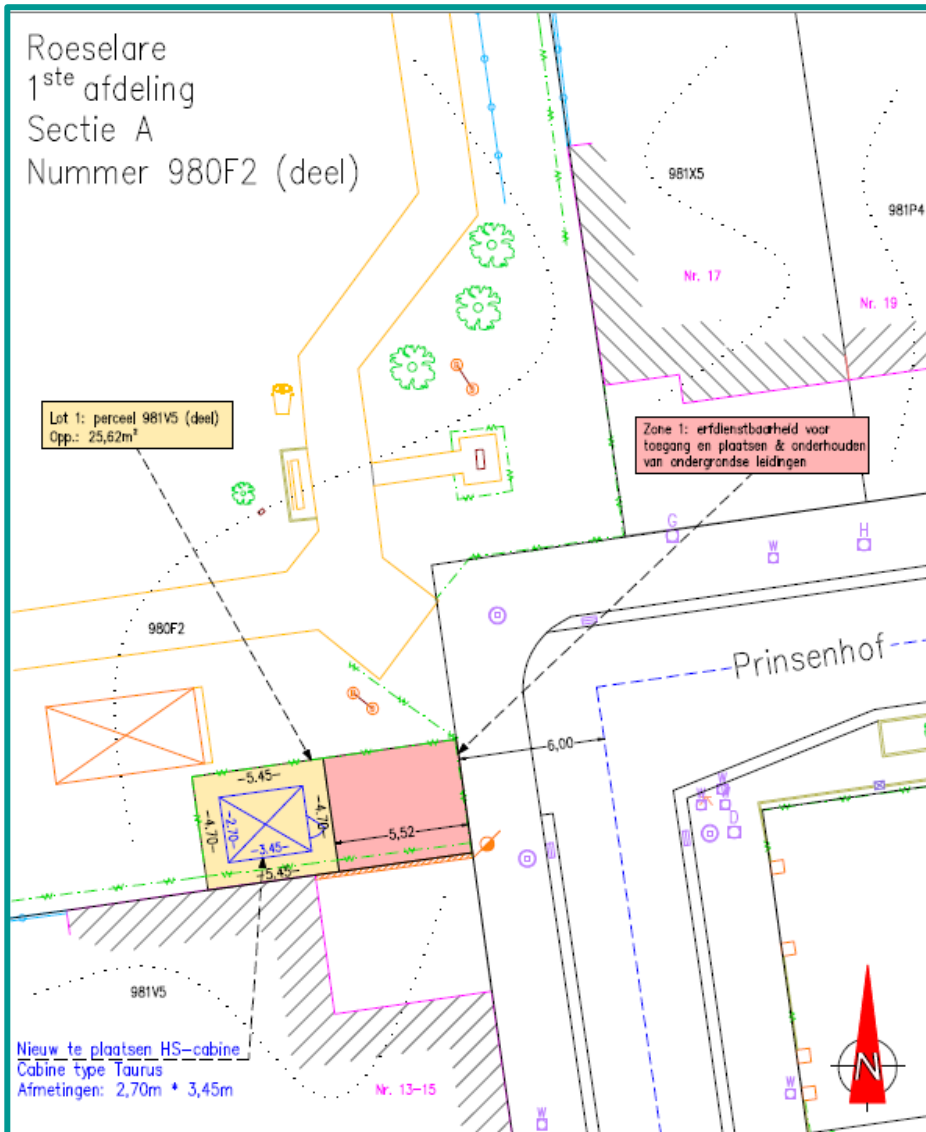 Roeselare
1ste afdeling
Sectie A
Nummer 980F2 (deel)
981X5
981P4
Nr. 17
Nr. 19
Lot 1: perceel 981V5 (deel)
Opp.: 25,62m²
Zone 1: erfdienstbaarheid voor
toegang en plaatsen & onderhouden
van ondergrondse leidingen
G
H
W
980F2
Prinsenhof
6,00
-5.45-
-4.70-
-2.70-
-3.45-
-4.70-
-5.45-
5,52
W
W
D
981V5
Nieuw te plaatsen HS-cabine
Cabine type Taurus
Afmetingen: 2,70m * 3,45m
Nr. 13-15
N
W
W